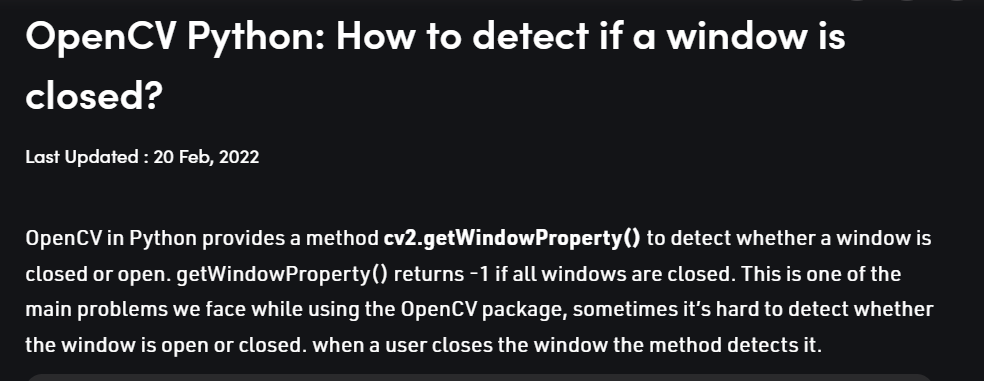 OpenCV Python: How to detect if a window is
closed?
Last Updated : 20 Feb, 2022
OpenCV in Python provides a method cv2.getWindowProperty() to detect whether a window is
closed or open. getWindowProperty() returns -1 if all windows are closed. This is one of the
main problems we face while using the OpenCV package, sometimes it’s hard to detect whether
the window is open or closed. when a user closes the window the method detects it.